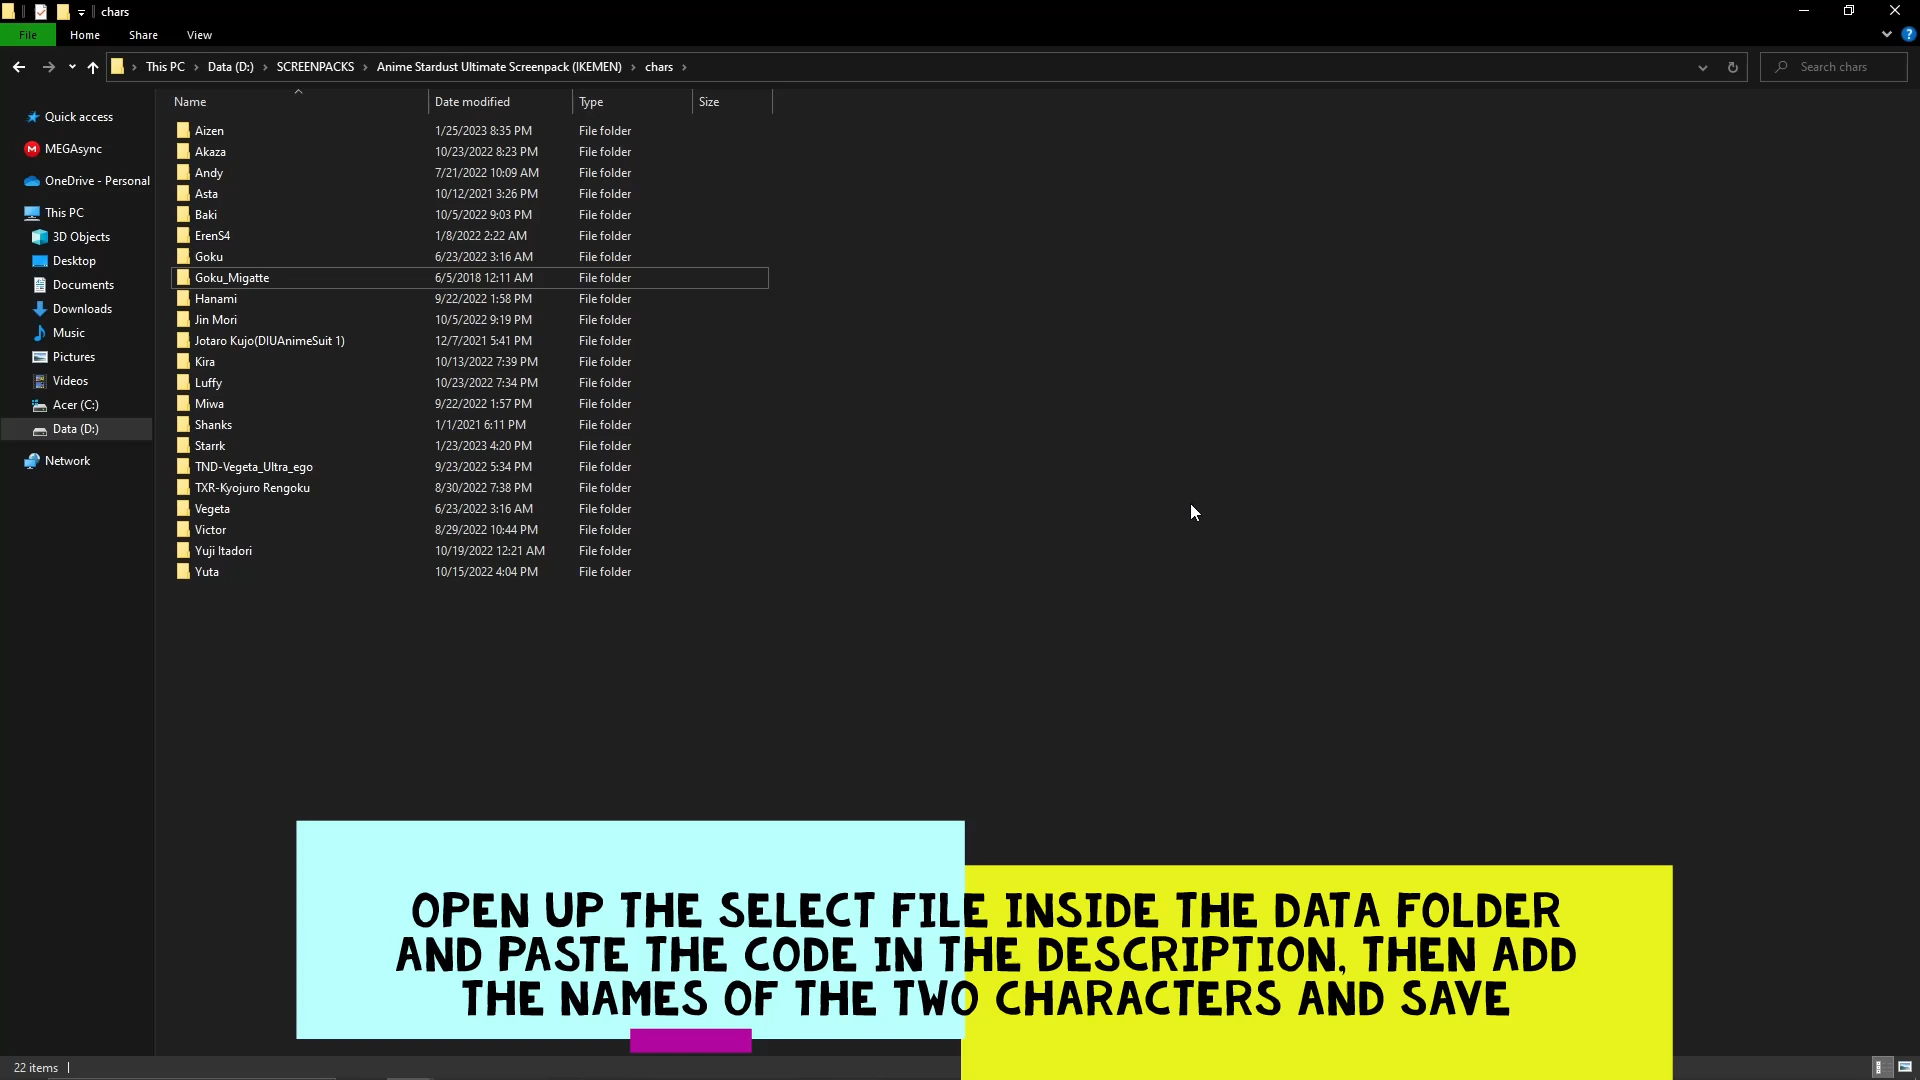 chars
File Home Share View
This PC Data (D:) SCREENPACKS Anime Stardust Ultimate Screenpack (IKEMEN) chars Search chars
Name Date modified Type Size
Quick access
MEGAsync
OneDrive - Personal
This PC
3D Objects
Desktop
Documents
Downloads
Music
Pictures
Videos
Acer (C:)
Data (D:)
Network
Aizen 1/25/2023 8:35 PM File folder
Akaza 10/23/2022 8:23 PM File folder
Andy 7/21/2022 10:09 AM File folder
Asta 10/12/2021 3:26 PM File folder
Baki 10/5/2022 9:03 PM File folder
ErenS4 1/8/2022 2:22 AM File folder
Goku 6/23/2022 3:16 AM File folder
Goku_Migatte 6/5/2018 12:11 AM File folder
Hanami 9/22/2022 1:58 PM File folder
Jin Mori 10/5/2022 9:19 PM File folder
Jotaro Kujo(DIUAnimeSuit 1) 12/7/2021 5:41 PM File folder
Kira 10/13/2022 7:39 PM File folder
Luffy 10/23/2022 7:34 PM File folder
Miwa 9/22/2022 1:57 PM File folder
Shanks 1/1/2021 6:11 PM File folder
Starrk 1/23/2023 4:20 PM File folder
TND-Vegeta_Ultra_ego 9/23/2022 5:34 PM File folder
TXR-Kyojuro Rengoku 8/30/2022 7:38 PM File folder
Vegeta 6/23/2022 3:16 AM File folder
Victor 8/29/2022 10:44 PM File folder
Yuji Itadori 10/19/2022 12:21 AM File folder
Yuta 10/15/2022 4:04 PM File folder
OPEN UP THE SELECT FILE INSIDE THE DATA FOLDER
AND PASTE THE CODE IN THE DESCRIPTION, THEN ADD
THE NAMES OF THE TWO CHARACTERS AND SAVE
22 items